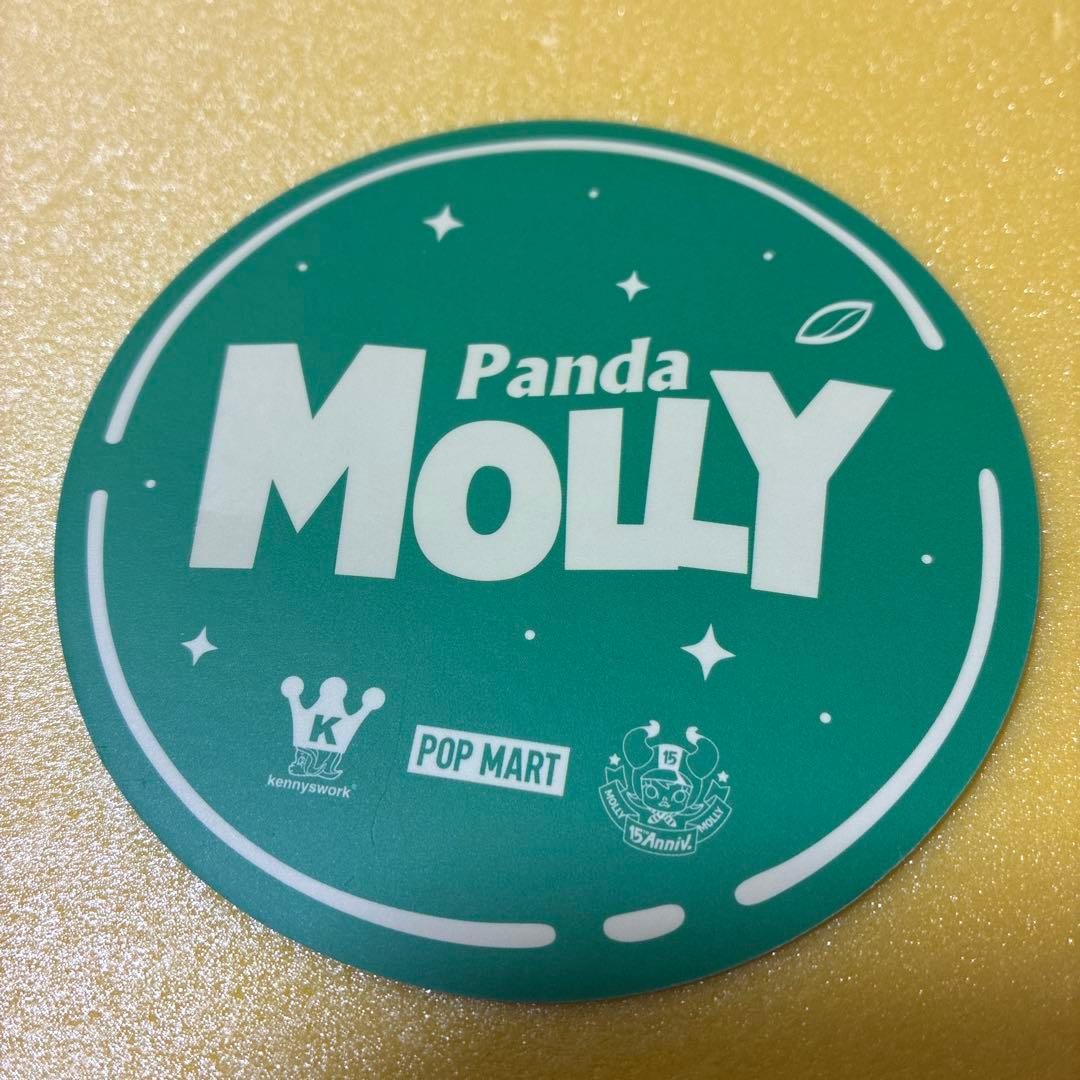 Panda
MOLLY
K
kennyswork®
POP MART
15
MOLLY MOLLY
15th Anniv.